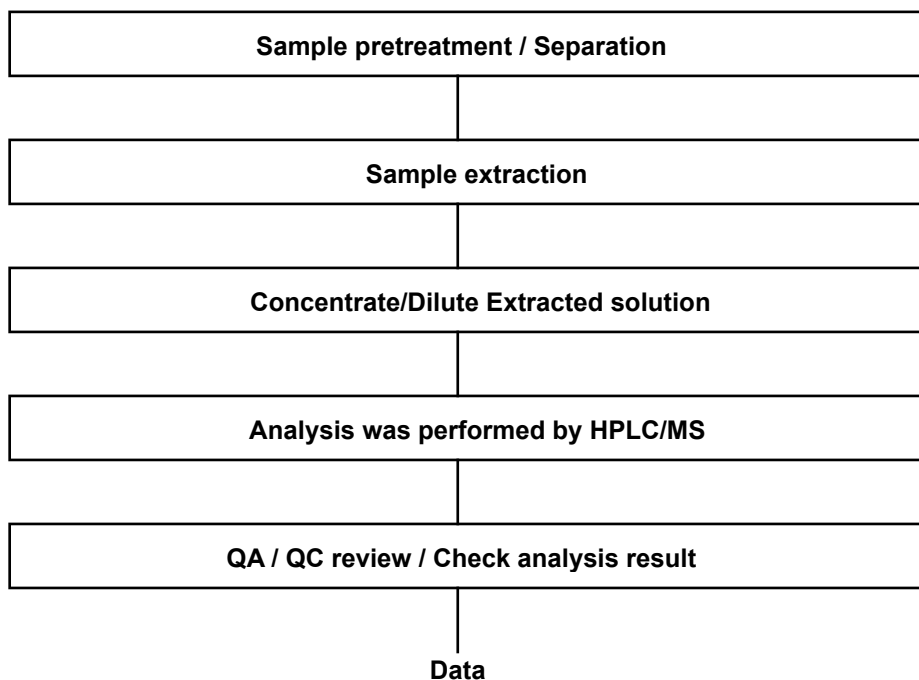 Sample pretreatment / Separation
Sample extraction
Concentrate/Dilute Extracted solution
Analysis was performed by HPLC/MS
QA / QC review / Check analysis result
Data